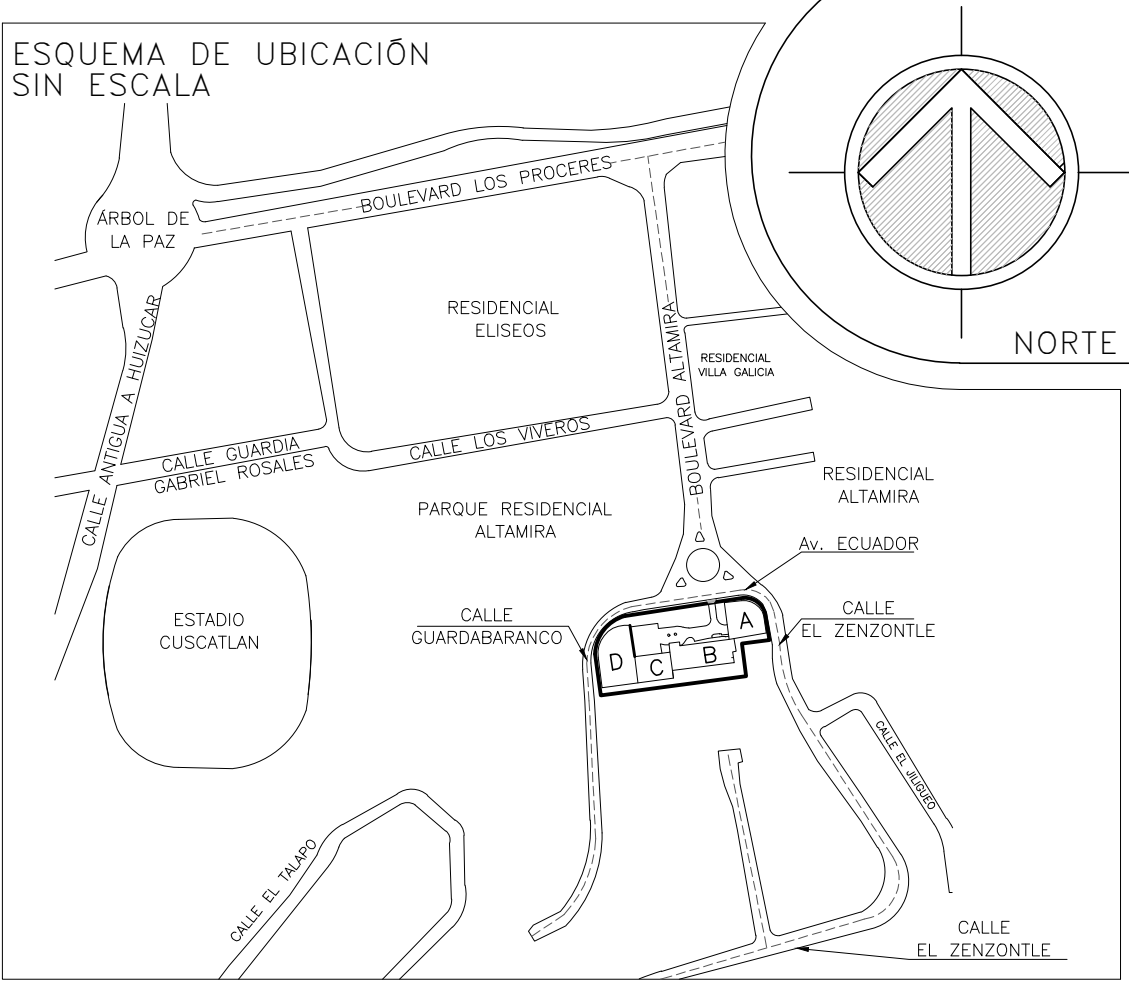 ESQUEMA DE UBICACIÓN
SIN ESCALA
NORTE
BOULEVARD LOS PROCERES
ÁRBOL DE
LA PAZ
CALLE ANTIGUA A HUIZUCAR
RESIDENCIAL
ELISEOS
BOULEVARD ALTAMIRA
RESIDENCIAL
VILLA GALICIA
CALLE GUARDIA
GABRIEL ROSALES
CALLE LOS VIVEROS
BOULEVARD
RESIDENCIAL
ALTAMIRA
PARQUE RESIDENCIAL
ALTAMIRA
Av. ECUADOR
ESTADIO
CUSCATLAN
CALLE
GUARDABARANCO
CALLE
EL ZENZONTLE
A
B
C
D
CALLE EL JILIGUEO
CALLE EL TALAPO
CALLE
EL ZENZONTLE